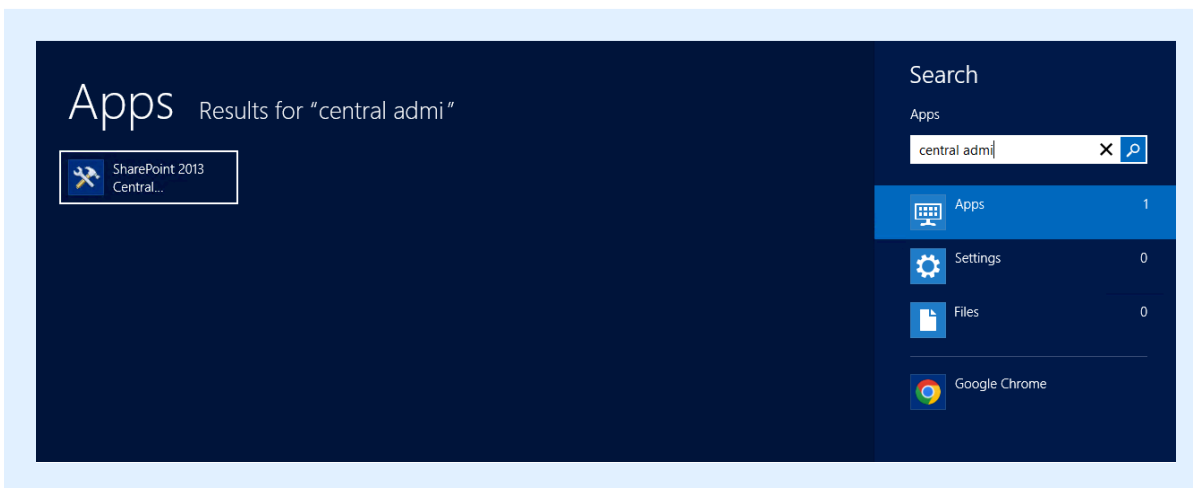 Apps Results for “central admi”
SharePoint 2013
Central...
Search
Apps
central admi
Apps 1
Settings 0
Files 0
Google Chrome